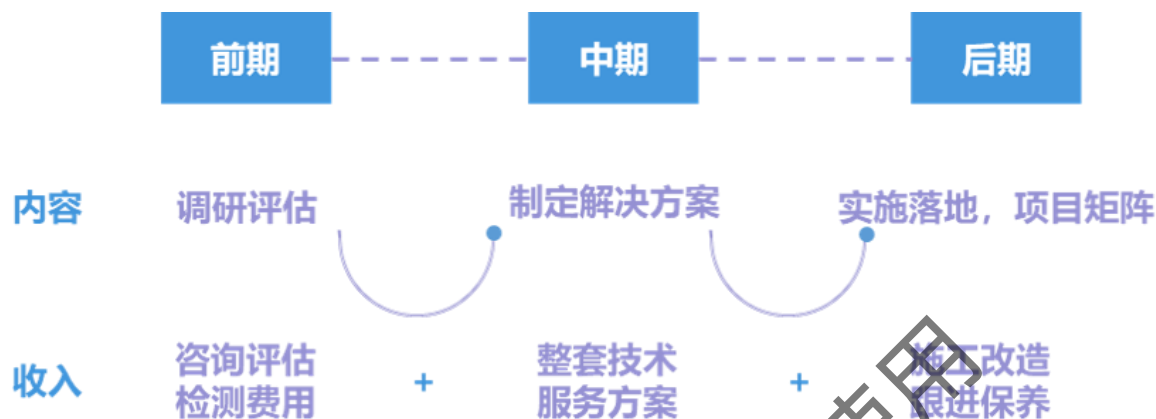 前期 中期 后期
内容 调研评估 制定解决方案 实施落地，项目矩阵
收入 咨询评估 + 整套技术 + 施工改造
检测费用 服务方案 跟进保养
用